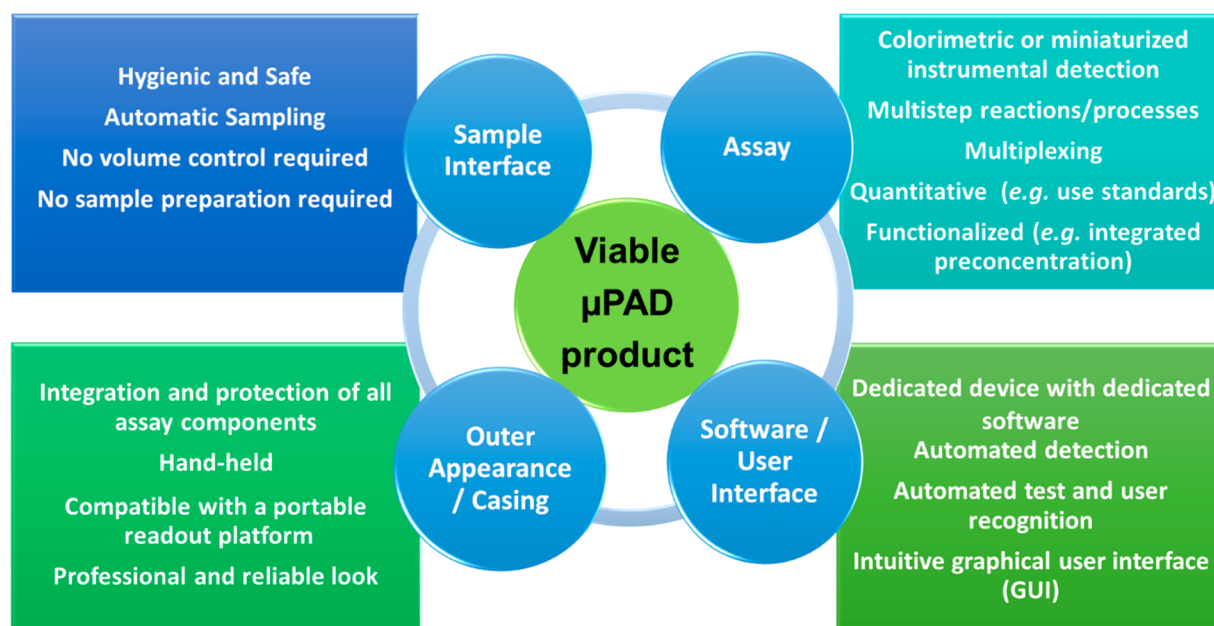 Hygienic and Safe
Automatic Sampling
No volume control required
No sample preparation required
Sample
Interface
Assay
Colorimetric or miniaturized
instrumental detection
Multistep reactions/processes
Multiplexing
Quantitative (e.g. use standards)
Functionalized (e.g. integrated
preconcentration)
Viable
µPAD
product
Integration and protection of all
assay components
Hand-held
Compatible with a portable
readout platform
Professional and reliable look
Outer
Appearance
/ Casing
Software /
User
Interface
Dedicated device with dedicated
software
Automated detection
Automated test and user
recognition
Intuitive graphical user interface
(GUI)